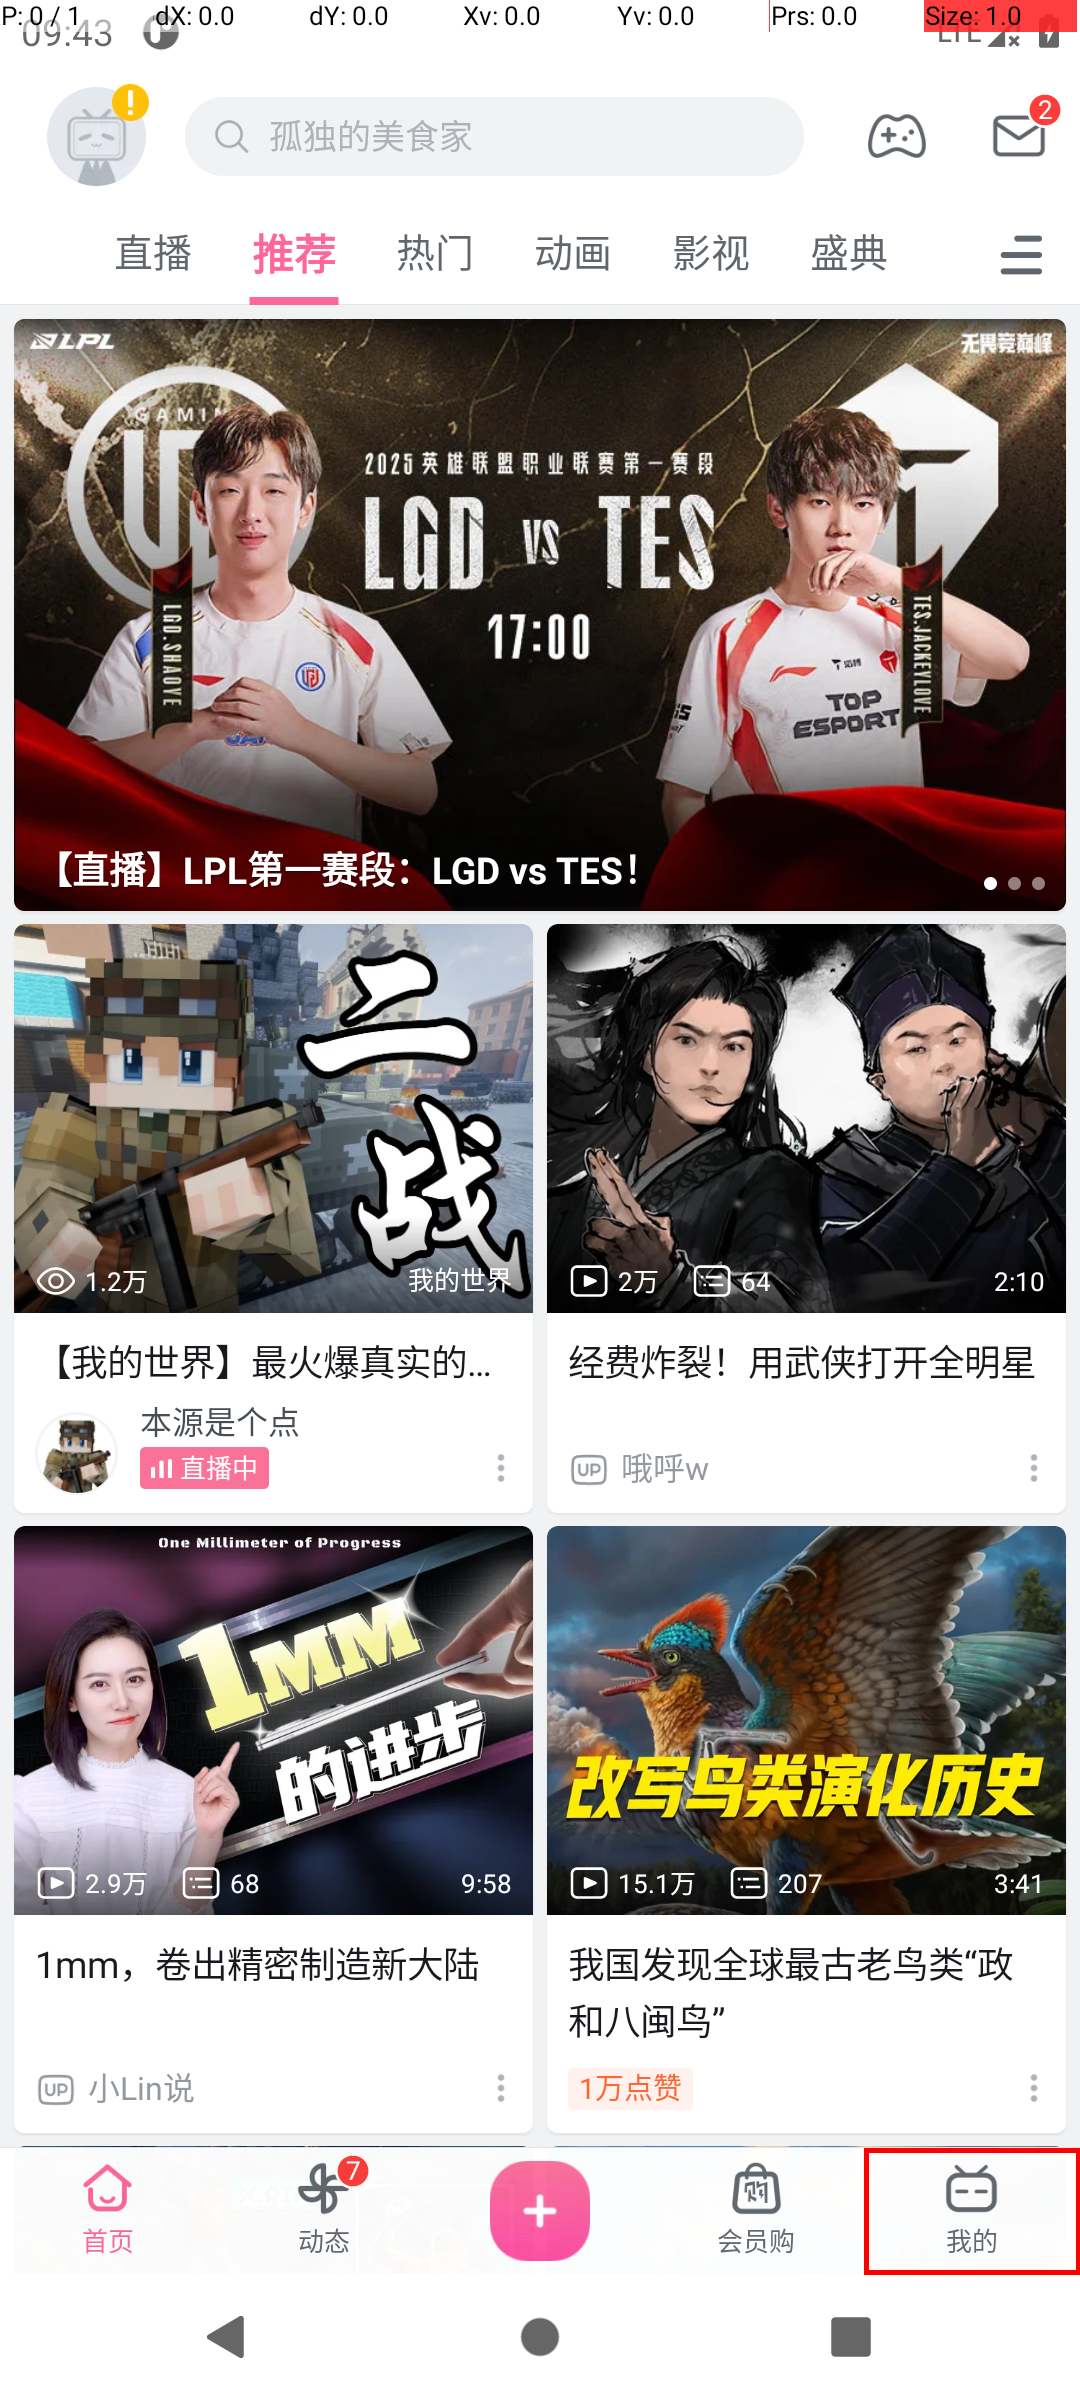 P: 0 / 1 dX: 0.0 dY: 0.0 Xv: 0.0 Yv: 0.0 Prs: 0.0 Size: 1.0
09:43 LTE
孤独的美食家 2
直播 推荐 热门 动画 影视 盛典
LPL 无畏竞巅峰
GAMIN
2025英雄联盟职业联赛第一赛段
LGD VS TES
17:00
LGD.SHAOYE
TES.JACKEYLOVE
TOP
ESPORT
【直播】LPL第一赛段：LGD vs TES！
二战
1.2万 我的世界
2万 64 2:10
【我的世界】最火爆真实的...
本源是个点
直播中
经费炸裂！用武侠打开全明星
UP 哦呼w
One Millimeter of Progress
1MM
的进步
2.9万 68 9:58
改写鸟类演化历史
15.1万 207 3:41
1mm，卷出精密制造新大陆
UP 小Lin说
我国发现全球最古老鸟类“政
和八闽鸟”
1万点赞
首页
7
动态
购
会员购
我的